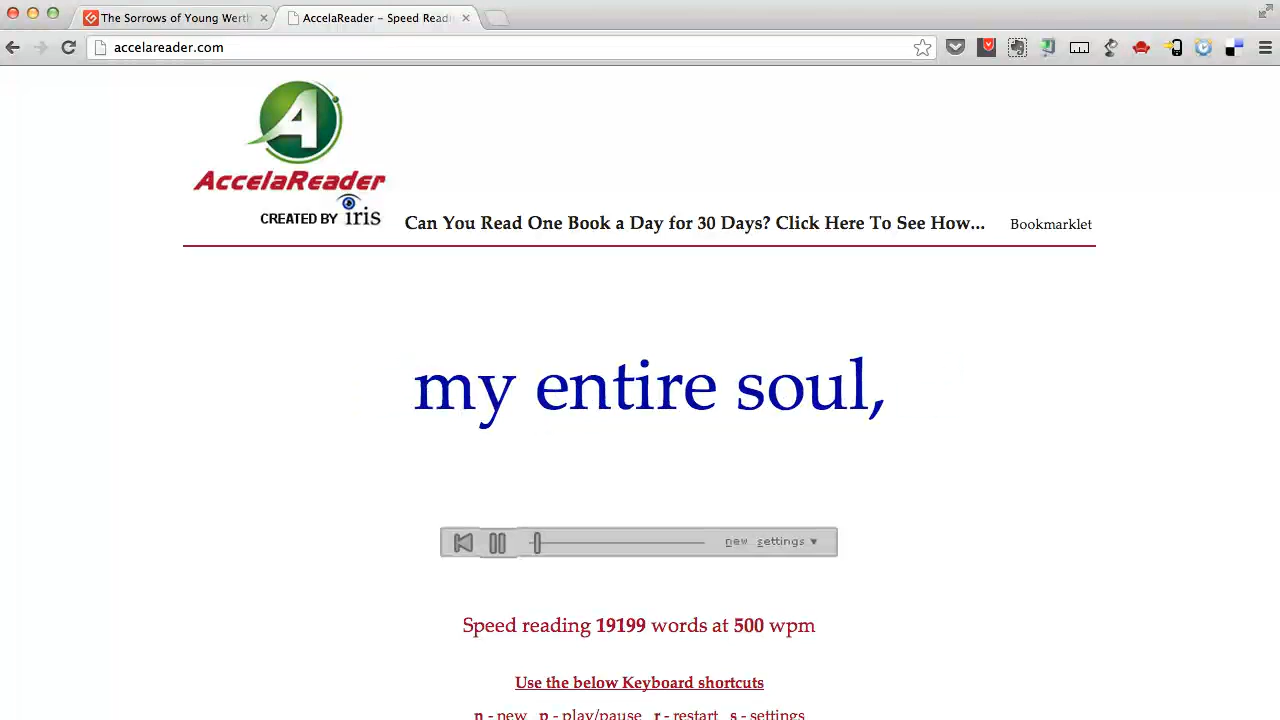 The Sorrows of Young Werth
AccelaReader – Speed Read
accelareader.com
A
AccelaReader
CREATED BY iris
Can You Read One Book a Day for 30 Days? Click Here To See How...
Bookmarklet
my entire soul,
new settings ▼
Speed reading 19199 words at 500 wpm
Use the below Keyboard shortcuts
n - new p - play/pause r - restart s - settings